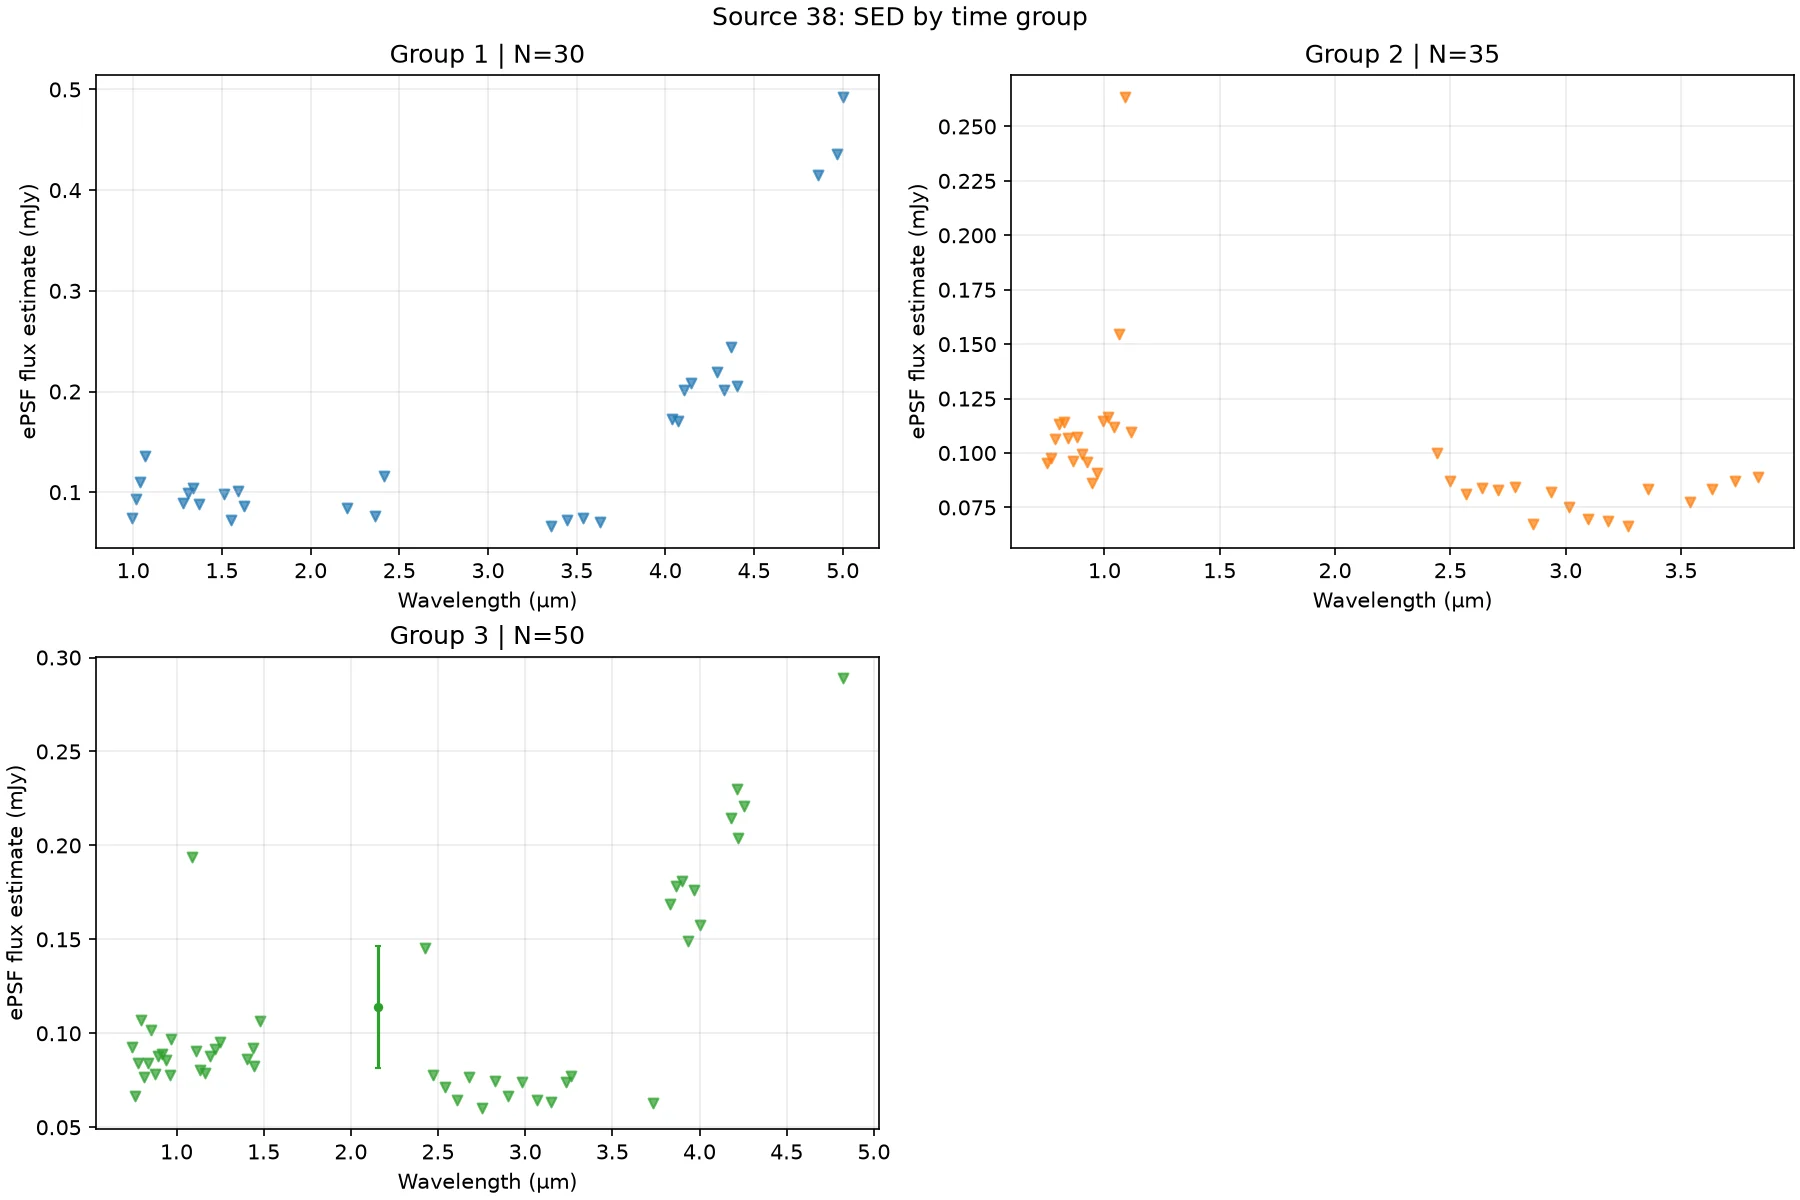 Source 38: SED by time group
Group 1 | N=30
ePSF flux estimate (mJy)
0.5
0.4
0.3
0.2
0.1
1.0 1.5 2.0 2.5 3.0 3.5 4.0 4.5 5.0
Wavelength (μm)
Group 2 | N=35
ePSF flux estimate (mJy)
0.250
0.225
0.200
0.175
0.150
0.125
0.100
0.075
1.0 1.5 2.0 2.5 3.0 3.5
Wavelength (μm)
Group 3 | N=50
ePSF flux estimate (mJy)
0.30
0.25
0.20
0.15
0.10
0.05
1.0 1.5 2.0 2.5 3.0 3.5 4.0 4.5 5.0
Wavelength (μm)